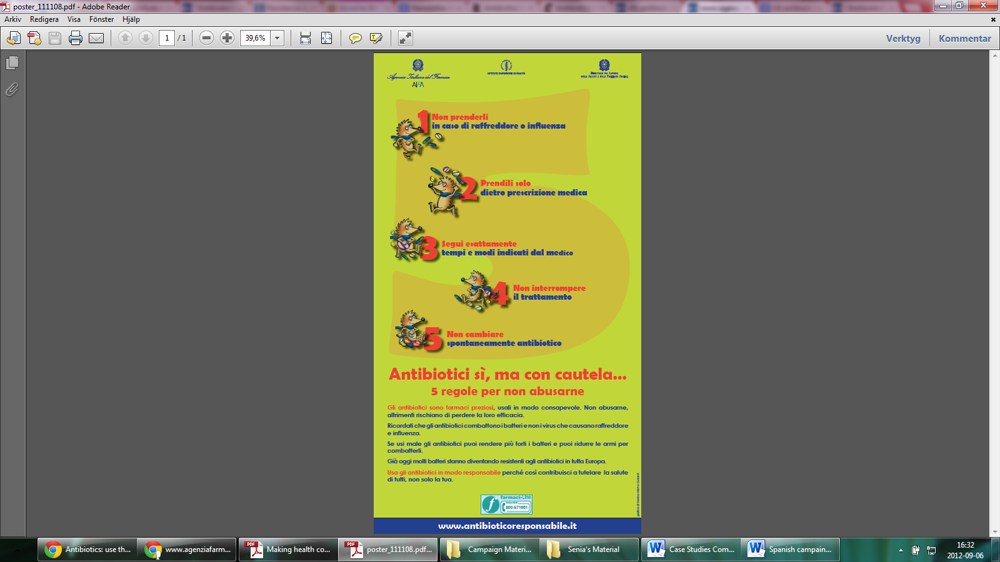 poster_111108.pdf - Adobe Reader
Arkiv Redigera Visa Fönster Hjälp
1 / 1 39,6% Verktyg Kommentar
Agenzia Italiana del Farmaco
AIFA
ISTITUTO SUPERIORE DI SANITÀ
MINISTERO DEL LAVORO
DELLA SALUTE E DELLE POLITICHE SOCIALI
1 Non prenderli
in caso di raffreddore o influenza
2 Prendili solo
dietro prescrizione medica
3 Segui esattamente
tempi e modi indicati dal medico
4 Non interrompere
il trattamento
5 Non cambiare
spontaneamente antibiotico
Antibiotici sì, ma con cautela...
5 regole per non abusarne
Gli antibiotici sono farmaci preziosi, usali in modo consapevole. Non abusarne,
altrimenti rischiano di perdere la loro efficacia.
Ricordati che gli antibiotici combattono i batteri e non i virus che causano raffreddore
e influenza.
Se usi male gli antibiotici puoi rendere più forti i batteri e puoi ridurre le armi per
combatterli.
Già oggi molti batteri stanno diventando resistenti agli antibiotici in tutta Europa.
Usa gli antibiotici in modo responsabile perché così contribuisci a tutelare la salute
di tutti, non solo la tua.
farmaci-Line
800-571661
www.antibioticoresponsabile.it
Antibiotics: use th... www.agenziafarm... Making health co... poster_111108.pdf... Campaign Materi... Senia's Material Case Studies Com... Spanish campain... 16:32
2012-09-06